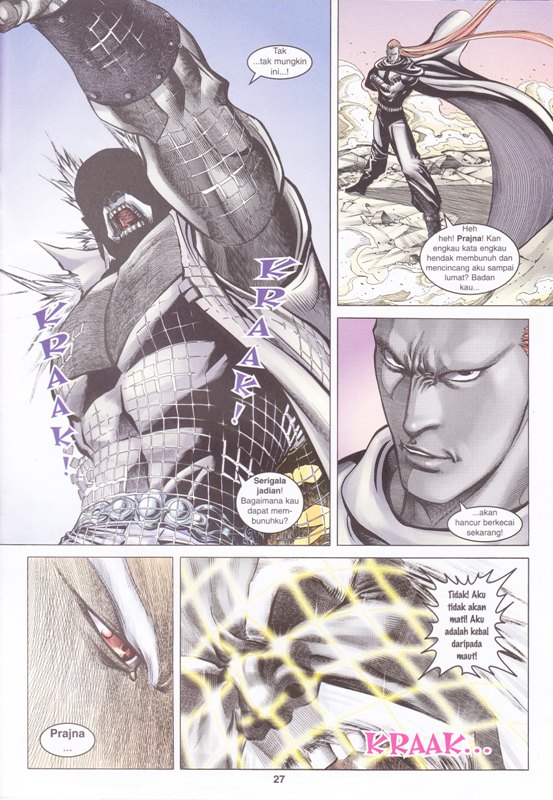 Tak
...tak mungkin
ini...!
KRAAK!
KRAAK!
Serigala
jadian!
Bagaimana kau
dapat mem-
bunuhku?
Heh
heh! Prajna! Kan
engkau kata engkau
hendak membunuh dan
mencincang aku sampai
lumat? Badan
kau...
...akan
hancur berkecai
sekarang!
Prajna
...
Tidak! Aku
tidak akan
mati! Aku
adalah kebal
daripada
maut!
KRAAK...
27